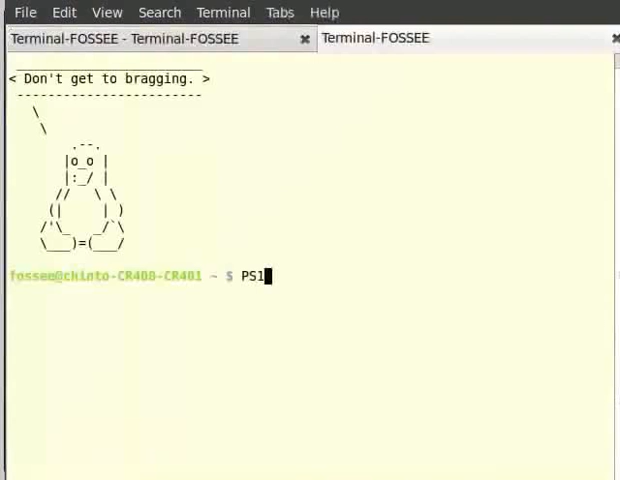 File Edit View Search Terminal Tabs Help
Terminal-FOSSEE - Terminal-FOSSEE Terminal-FOSSEE
< Don't get to bragging. >
fossee@chinto-CR400-CR401 ~ $ PS1